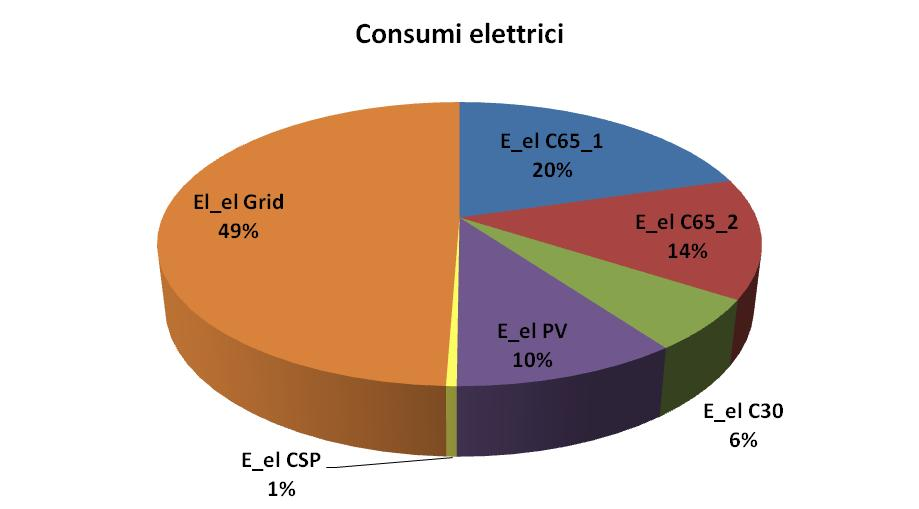 Consumi elettrici
E_el C65_1
20%
E_el C65_2
14%
El_el Grid
49%
E_el PV
10%
E_el C30
6%
E_el CSP
1%